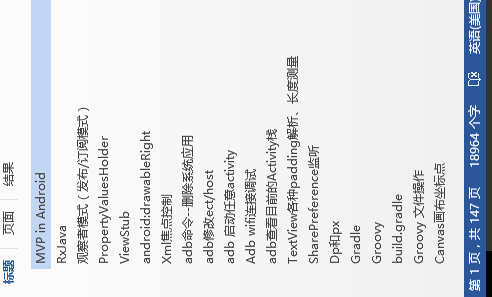 标题 页面 结果
MVP in Android
RxJava
观察者模式（发布/订阅模式）
PropertyValuesHolder
ViewStub
android:drawableRight
Xml焦点控制
adb命令--删除系统应用
adb修改ect/host
adb 启动任意activity
Adb wifi连接调试
adb查看目前的Activity栈
TextView各种padding解析、长度测量
SharePreference监听
Dp和px
Gradle
Groovy
build.gradle
Groovy 文件操作
Canvas画布坐标点
第 1 页，共 147 页 18964 个字 英语(美国)